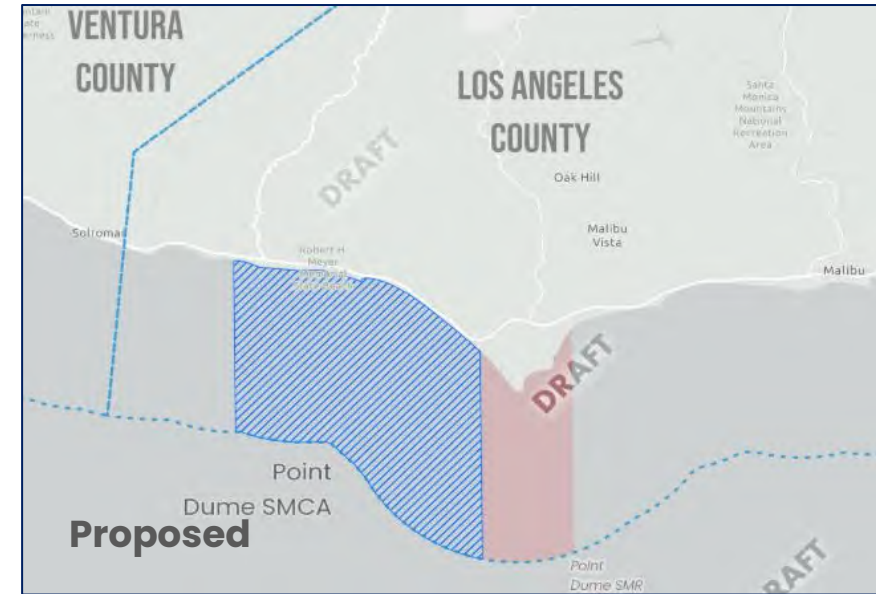 VENTURA
COUNTY
LOS ANGELES
COUNTY
Santa
Monica
Mountains
National
Recreation
Area
DRAFT
Oak Hill
Malibu
Vista
Solromar
Robert H.
Meyer
Memorial
Malibu
DRAFT
Point
Dume SMCA
Proposed
Point
Dume SMR
DRAFT